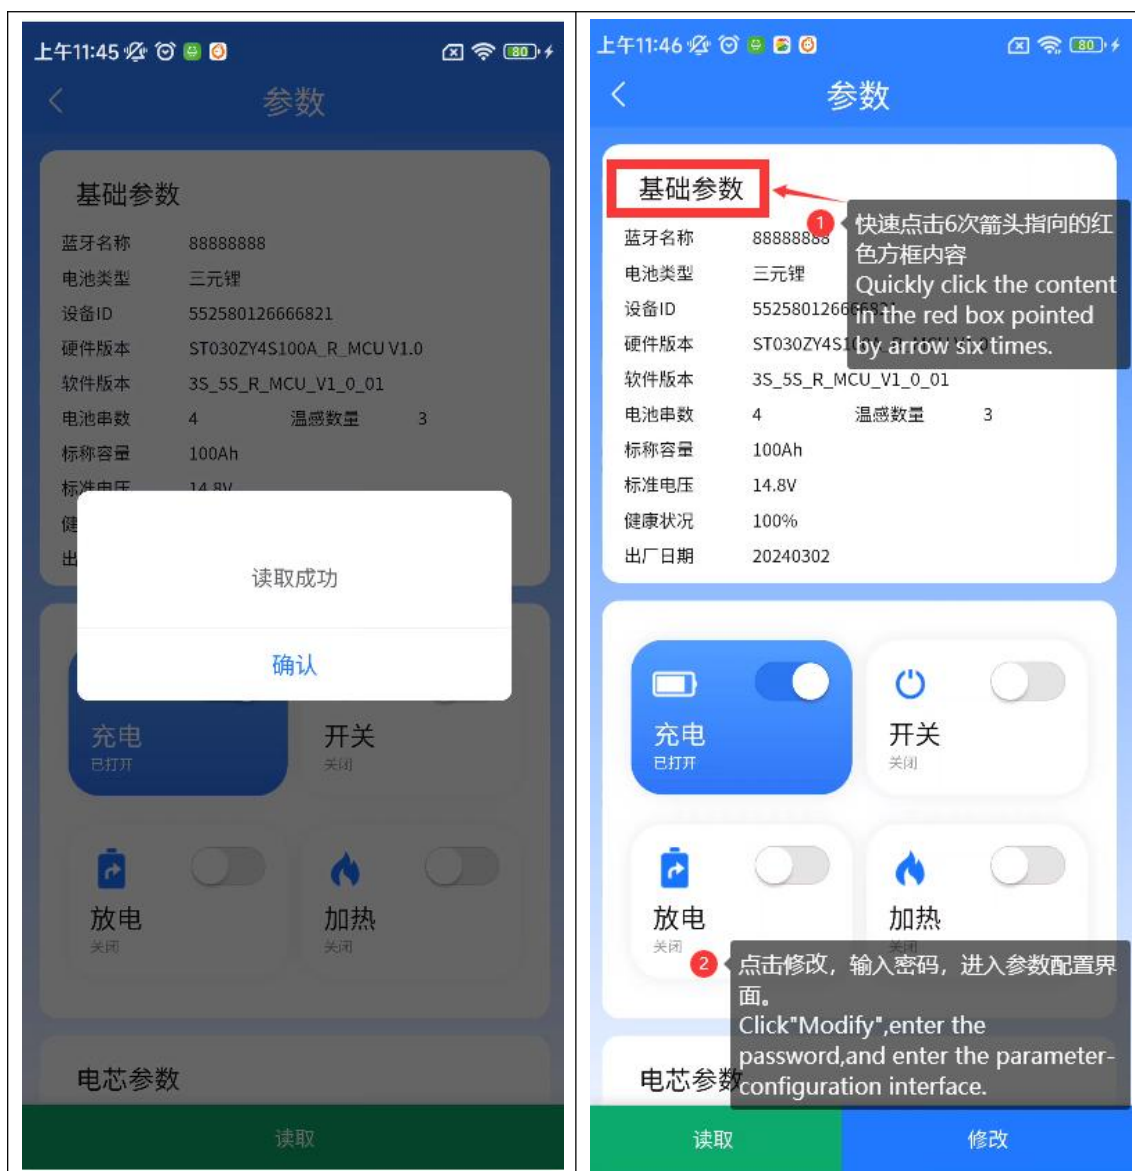 上午11:45
80
参数
基础参数
蓝牙名称 88888888
电池类型 三元锂
设备ID 552580126666821
硬件版本 ST030ZY4S100A_R_MCU V1.0
软件版本 3S_5S_R_MCU_V1_0_01
电池串数 4 温感数量 3
标称容量 100Ah
标准电压 14.8V
健
出
读取成功
确认
充电
已打开
开关
关闭
放电
关闭
加热
关闭
电芯参数
读取
上午11:46
80
参数
基础参数
1
快速点击6次箭头指向的红
色方框内容
Quickly click the content
in the red box pointed
by arrow six times.
蓝牙名称 88888888
电池类型 三元锂
设备ID 552580126666821
硬件版本 ST030ZY4S100A_R_MCU
软件版本 3S_5S_R_MCU_V1_0_01
电池串数 4 温感数量 3
标称容量 100Ah
标准电压 14.8V
健康状况 100%
出厂日期 20240302
充电
已打开
开关
关闭
放电
关闭
加热
关闭
2
点击修改，输入密码，进入参数配置界
面。
Click"Modify",enter the
password,and enter the parameter-
configuration interface.
电芯参数
读取
修改